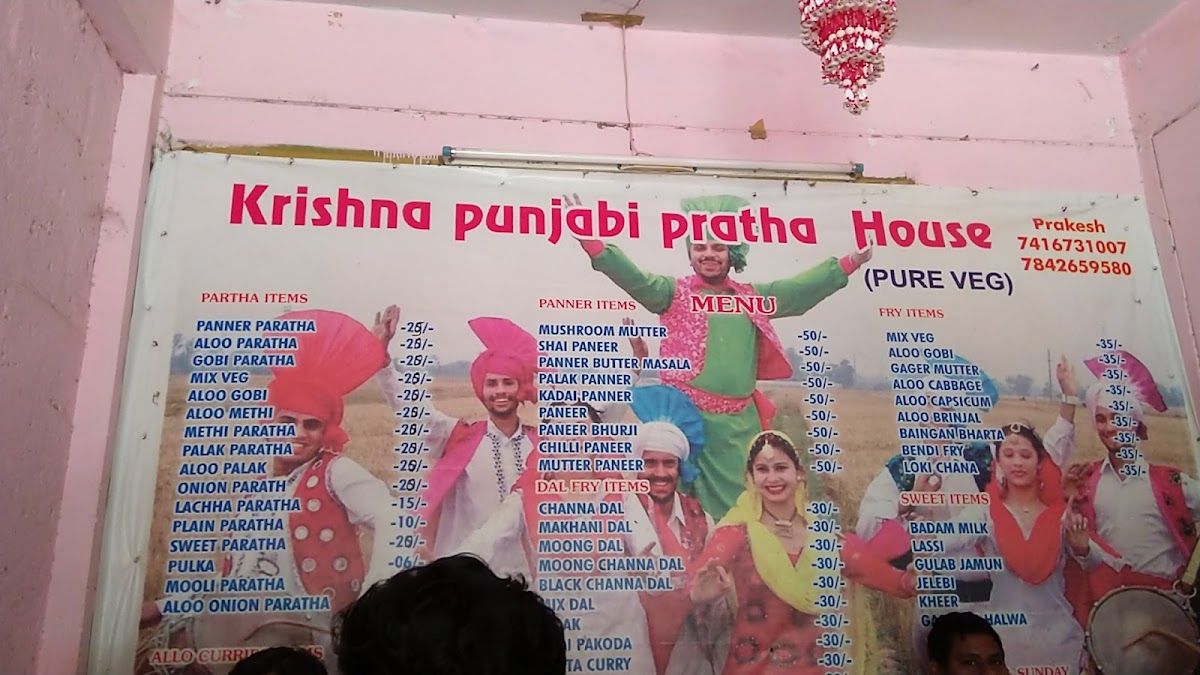 Krishna punjabi pratha House
Prakesh
7416731007
7842659580
(PURE VEG)
MENU
PARTHA ITEMS
PANNER PARATHA -25/-
ALOO PARATHA -25/-
GOBI PARATHA -25/-
MIX VEG -25/-
ALOO GOBI -25/-
ALOO METHI -25/-
METHI PARATHA -25/-
PALAK PARATHA -25/-
ALOO PALAK -25/-
ONION PARATH -25/-
LACHHA PARATHA -15/-
PLAIN PARATHA -10/-
SWEET PARATHA -25/-
PULKA -06/-
MOOLI PARATHA
ALOO ONION PARATHA
ALLO
PANNER ITEMS
MUSHROOM MUTTER -50/-
SHAI PANEER -50/-
PANNER BUTTER MASALA -50/-
PALAK PANNER -50/-
KADAI PANNER -50/-
PANEER -50/-
PANEER BHURJI -50/-
CHILLI PANEER -50/-
MUTTER PANEER -50/-
DAL FRY ITEMS
CHANNA DAL -30/-
MAKHANI DAL -30/-
MOONG DAL -30/-
MOONG CHANNA DAL -30/-
BLACK CHANNA DAL -30/-
DAL -30/-
-30/-
PAKODA -30/-
CURRY -30/-
FRY ITEMS
MIX VEG -35/-
ALOO GOBI -35/-
GAGER MUTTER -35/-
ALOO CABBAGE -35/-
ALOO CAPSICUM -35/-
ALOO BRINJAL -35/-
BAINGAN BHARTA -35/-
BENDI FRY -35/-
LOKI CHANA -35/-
SWEET ITEMS
BADAM MILK
LASSI
GULAB JAMUN
JELEBI
KHEER
HALWA
SUNDAY